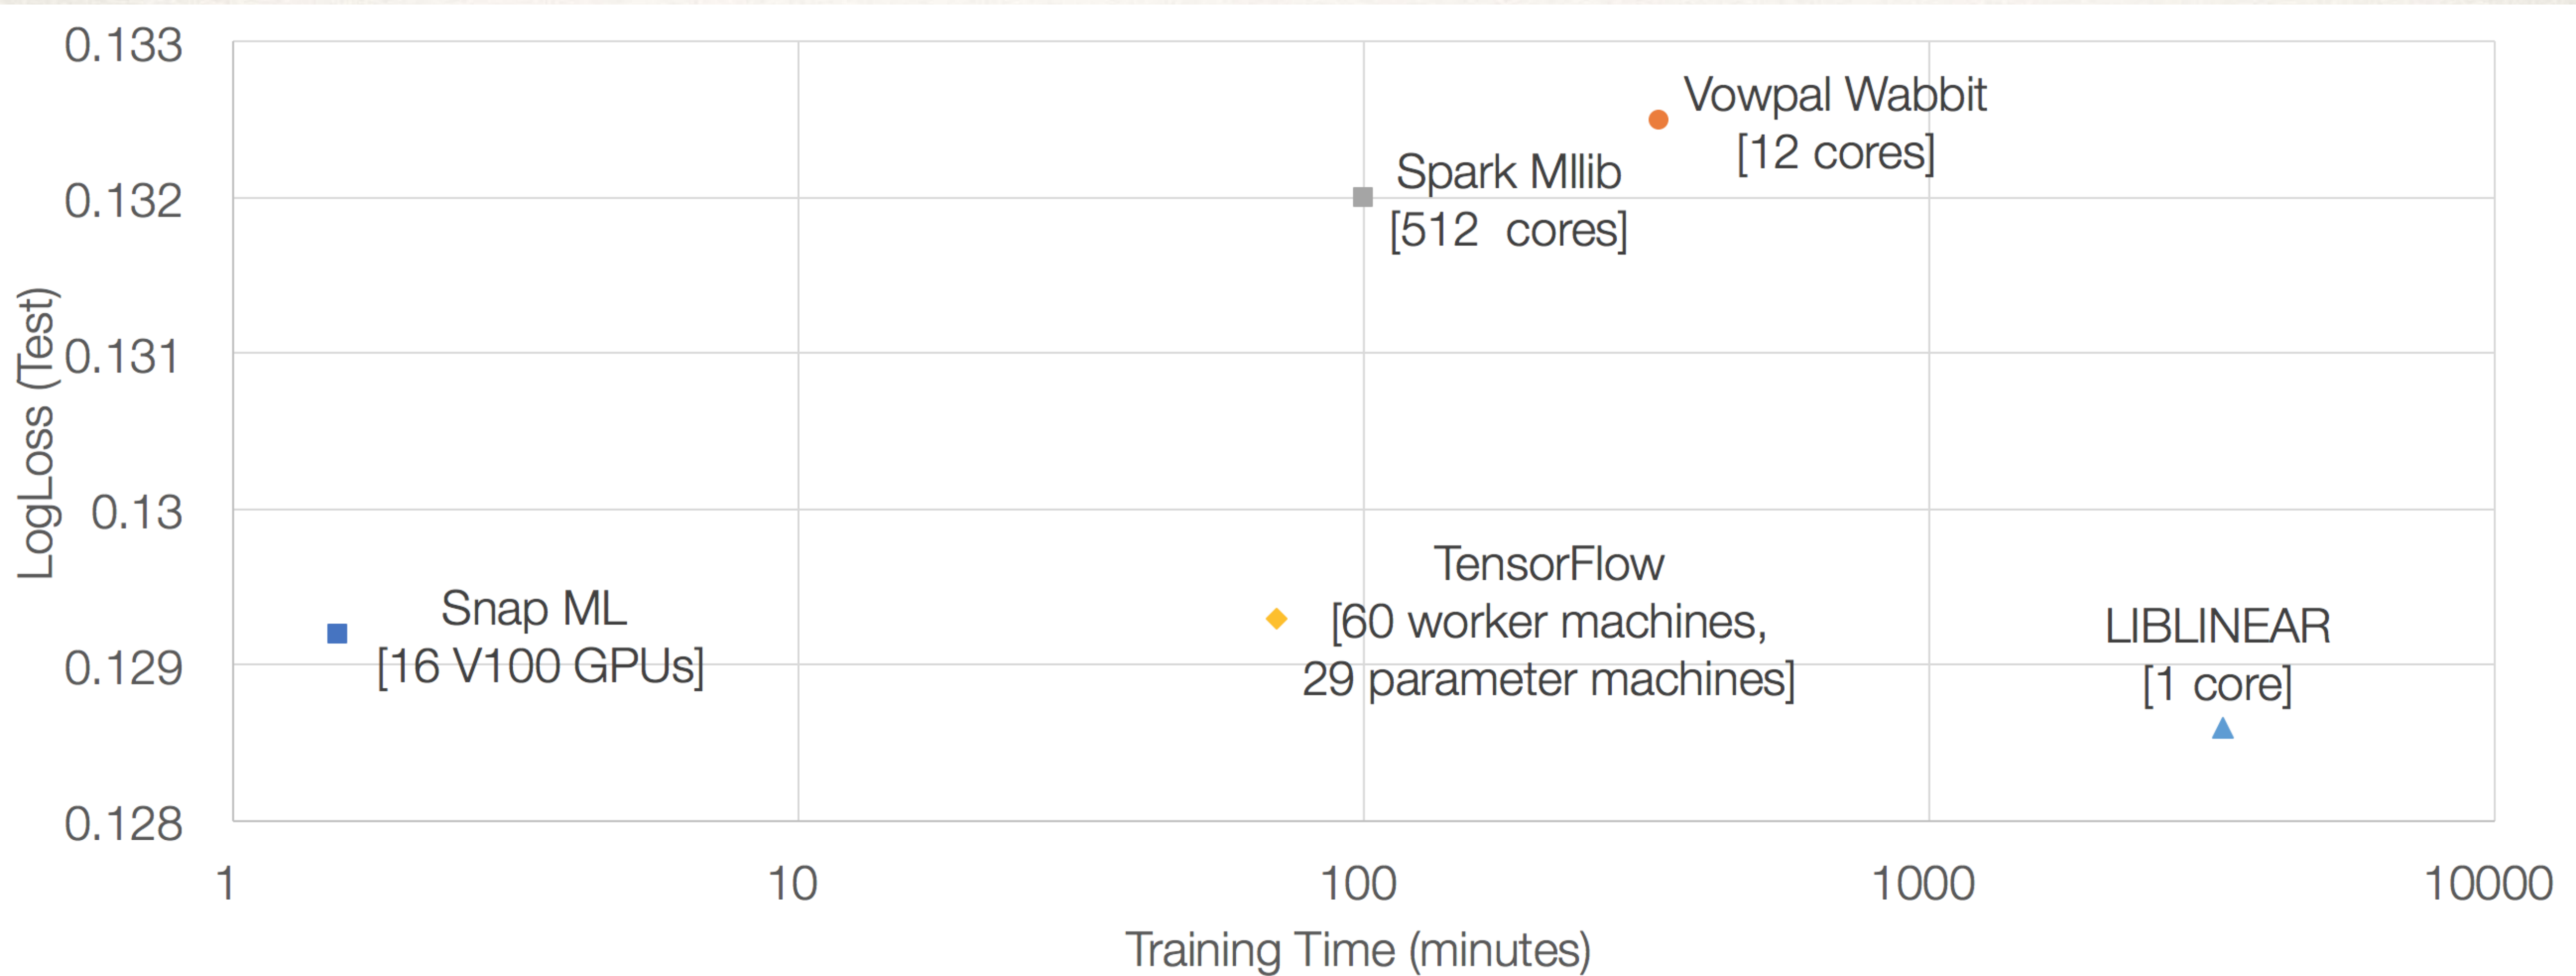 0.133
0.132
0.131
0.13
0.129
0.128
LogLoss (Test)
Vowpal Wabbit
[12 cores]
Spark Mllib
[512 cores]
TensorFlow
[60 worker machines,
29 parameter machines]
Snap ML
[16 V100 GPUs]
LIBLINEAR
[1 core]
1
10
100
1000
10000
Training Time (minutes)